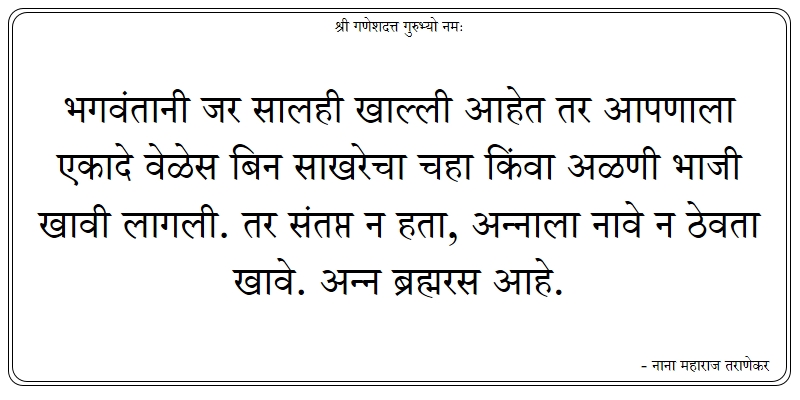 श्री गणेशदत्त गुरुभ्यो नमः
भगवंतानी जर सालही खाल्ली आहेत तर आपणाला
एकादे वेळेस बिन साखरेचा चहा किंवा अळणी भाजी
खावी लागली. तर संतप्त न हता, अन्नाला नावे न ठेवता
खावे. अन्न ब्रह्मरस आहे.
- नाना महाराज तराणेकर